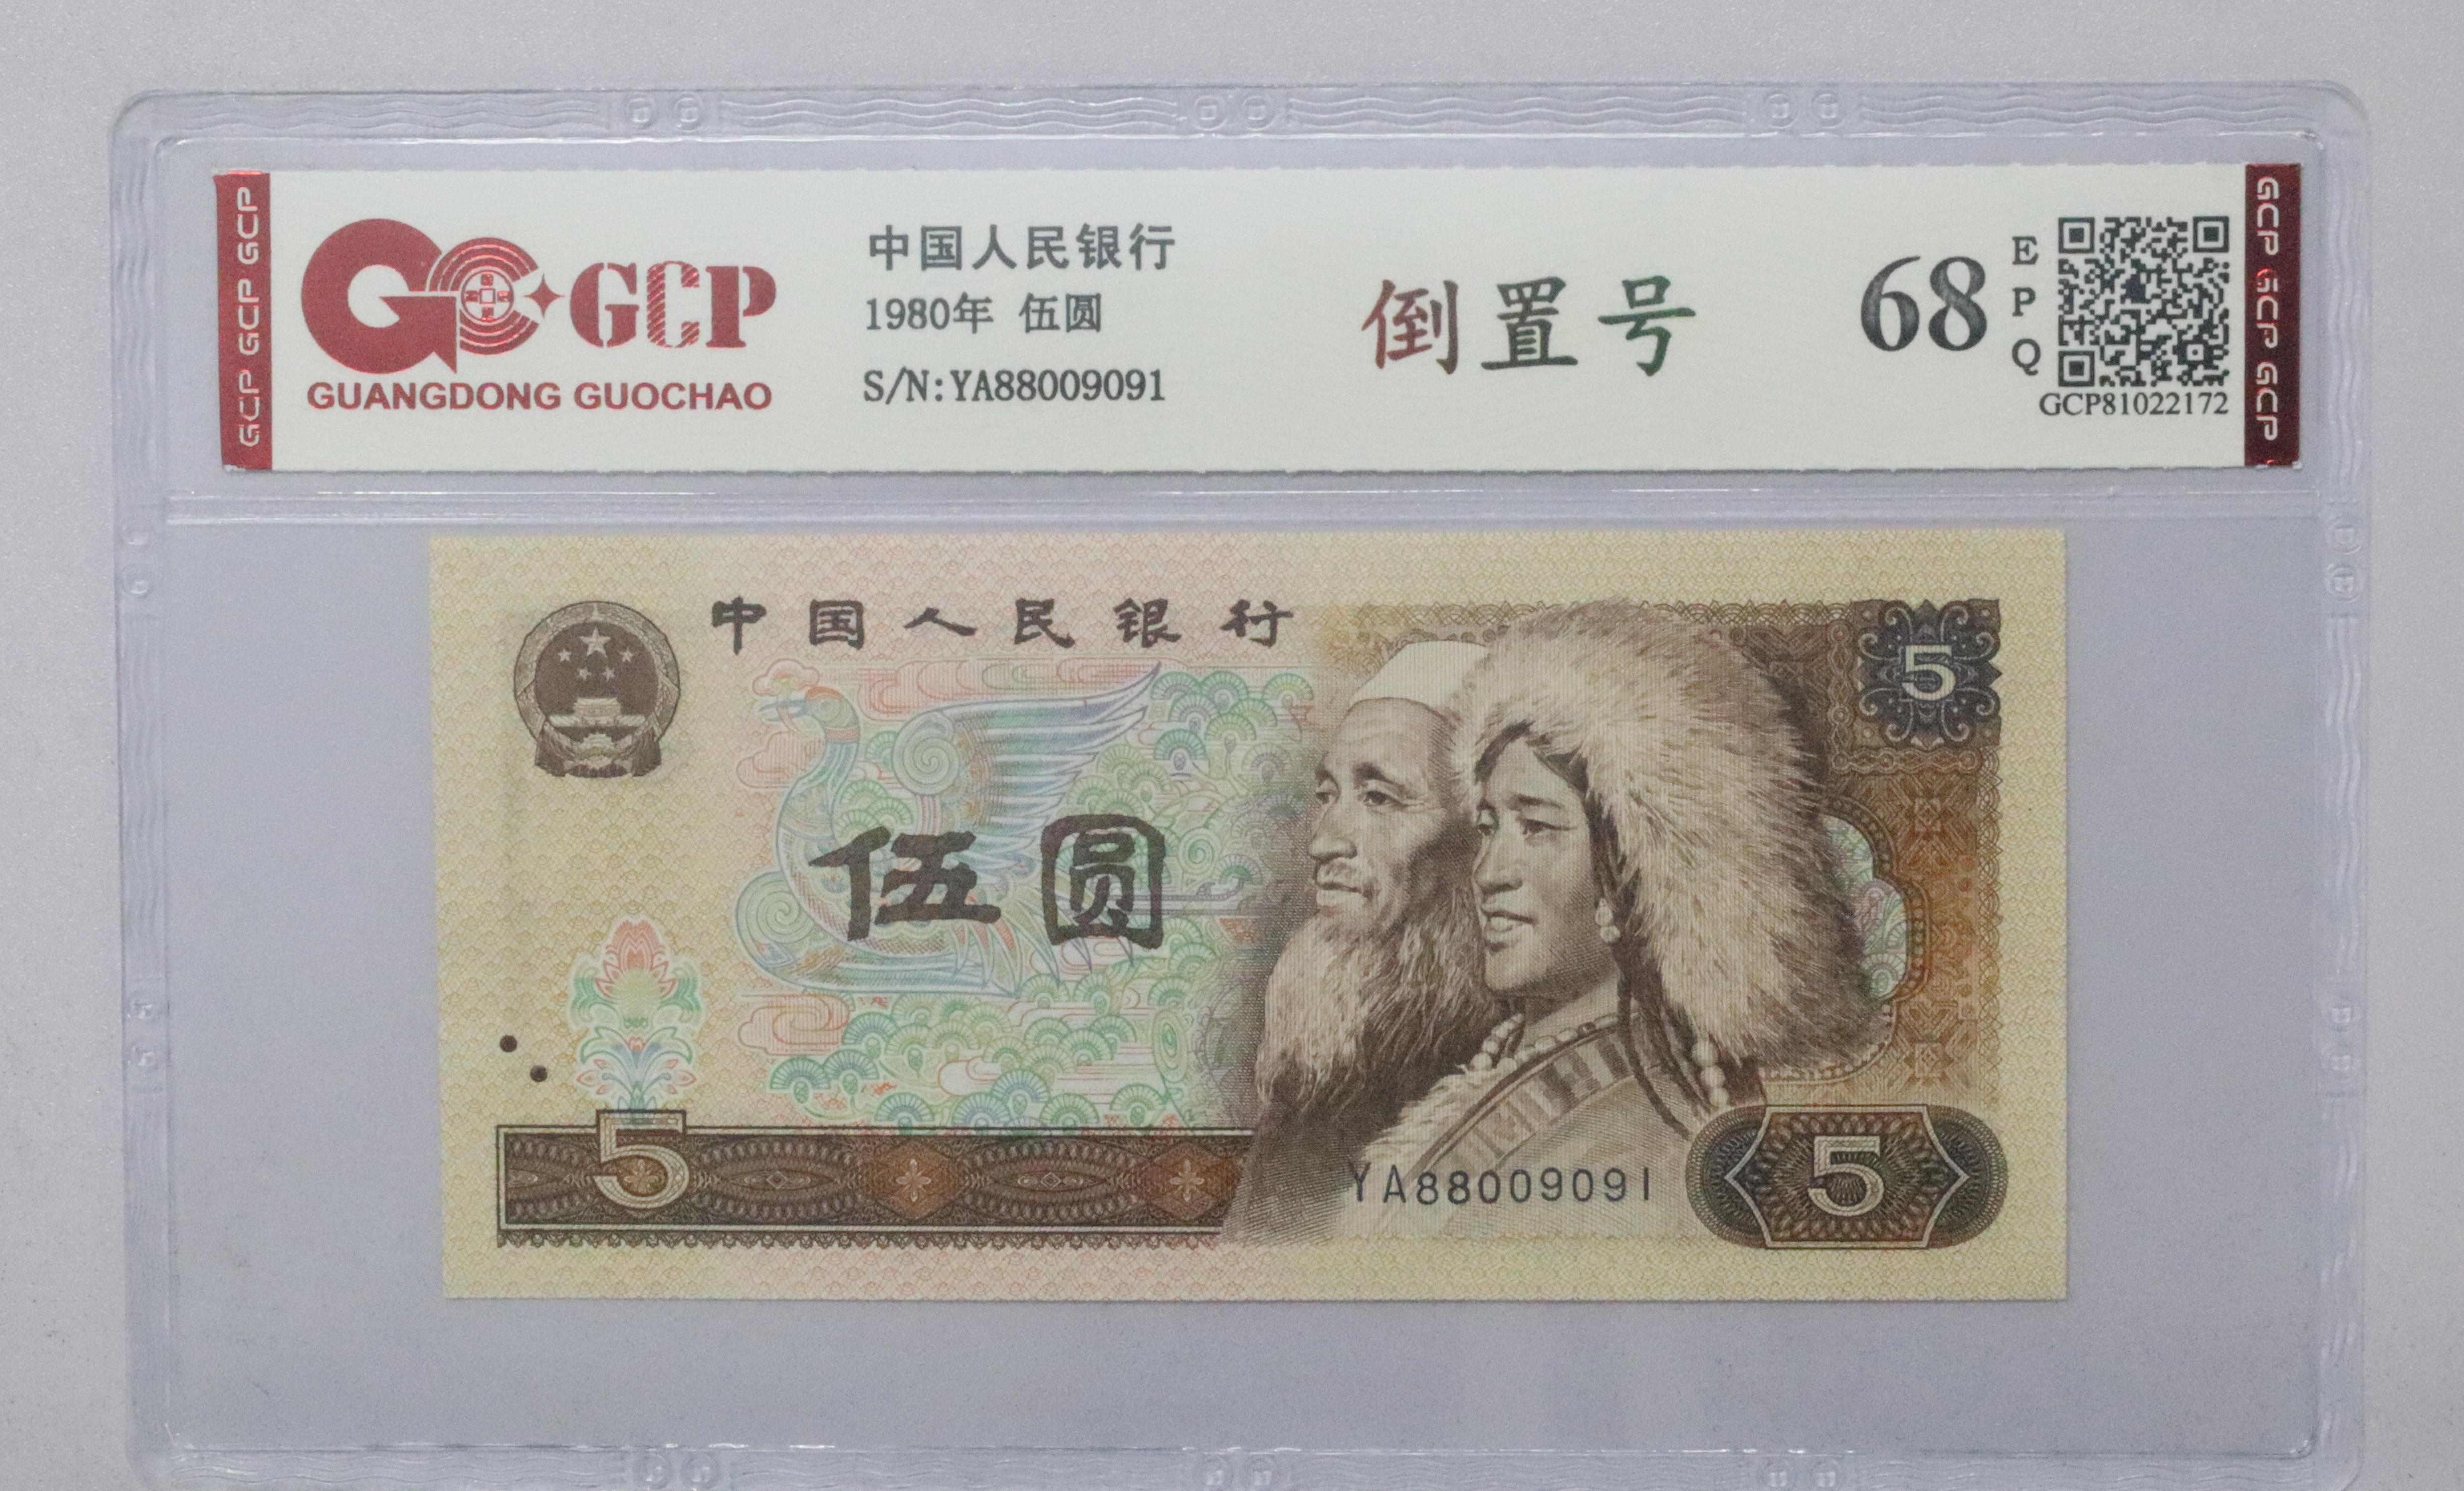 GCP GCP GCP
GCP
GUANGDONG GUOCHAO
中国人民银行
1980年 伍圆
S/N:YA88009091
倒置号
68
EPQ
GCP81022172
GCP GCP GCP
中国人民银行
5
伍圆
5
YA88009091
5